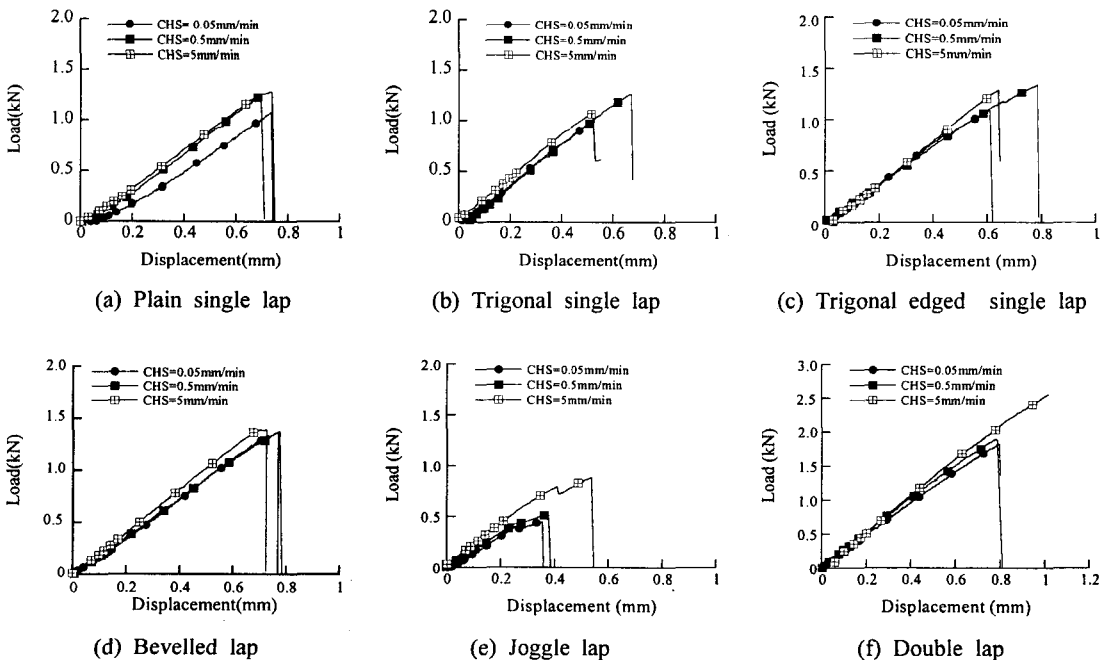 CHS= 0.05mm/min
CHS=0.5mm/min
CHS=5mm/min
2.0
1.5
1.0
0.5
0
Load(kN)
0 0.2 0.4 0.6 0.8 1
Displacement(mm)
(a) Plain single lap
CHS=0.05mm/min
CHS=0.5mm/min
CHS=5mm/min
2.0
1.5
1.0
0.5
0
Load(kN)
0 0.2 0.4 0.6 0.8 1
Displacement(mm)
(b) Trigonal single lap
CHS=0.05mm/min
CHS=0.5mm/min
CHS=5mm/min
2.0
1.5
1.0
0.5
0
Load (kN)
0 0.2 0.4 0.6 0.8 1
Displacement (mm)
(c) Trigonal edged single lap
CHS=0.05mm/min
CHS=0.5mm/min
CHS=5mm/min
2.0
1.5
1.0
0.5
0
Load(kN)
0 0.2 0.4 0.6 0.8 1
Displacement(mm)
(d) Bevelled lap
CHS=0.05mm/min
CHS=0.5mm/min
CHS=5mm/min
2.0
1.5
1.0
0.5
0
Load(kN)
0 0.2 0.4 0.6 0.8 1
Displacement (mm)
(e) Joggle lap
CHS=0.05mm/min
CHS=0.5mm/min
CHS=5mm/min
3.0
2.5
2.0
1.5
1.0
0.5
0
Load (kN)
0 0.2 0.4 0.6 0.8 1 1.2
Displacement (mm)
(f) Double lap